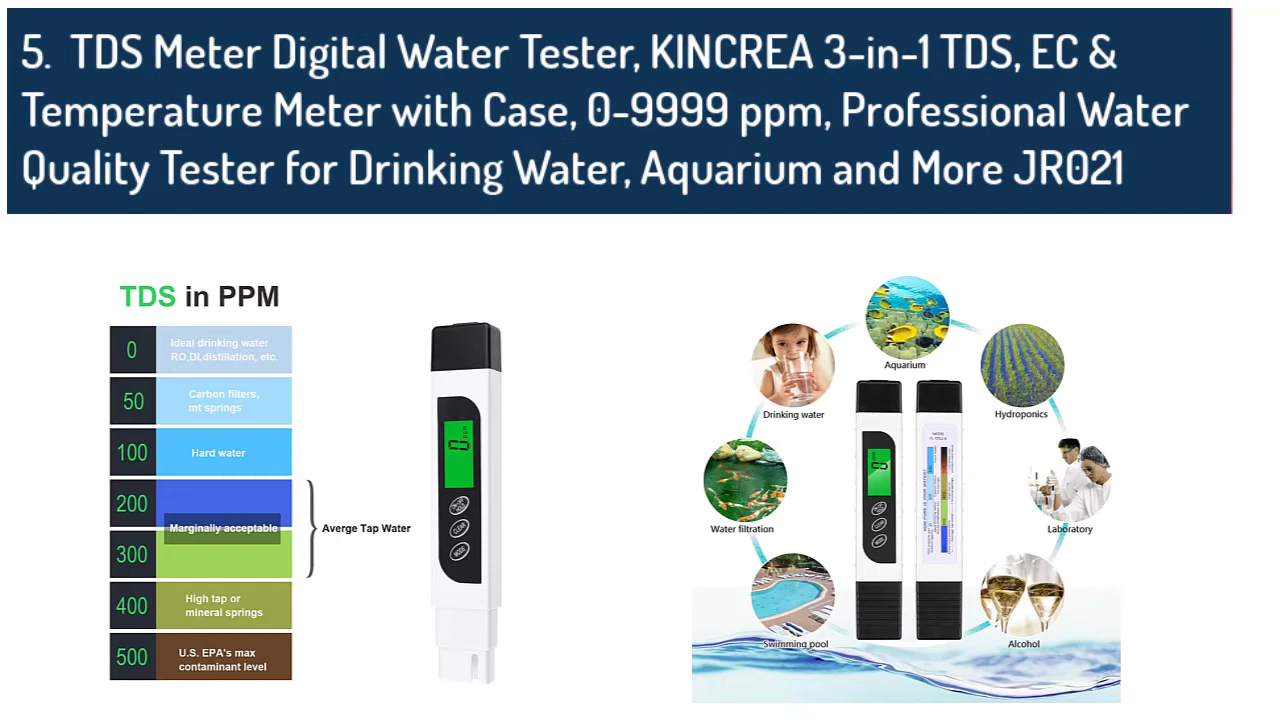 5. TDS Meter Digital Water Tester, KINCREA 3-in-1 TDS, EC &
Temperature Meter with Case, 0-9999 ppm, Professional Water
Quality Tester for Drinking Water, Aquarium and More JR021
TDS in PPM
0
Ideal drinking water
RO,DI,distillation, etc.
50
Carbon filters,
mt springs
100
Hard water
200
Marginally acceptable
300
Averge Tap Water
400
High tap or
mineral springs
500
U.S. EPA's max
contaminant level
0 ppm
CLEAR
MODE
Aquarium
Drinking water
Hydroponics
Water filtration
Laboratory
Swimming pool
Alcohol